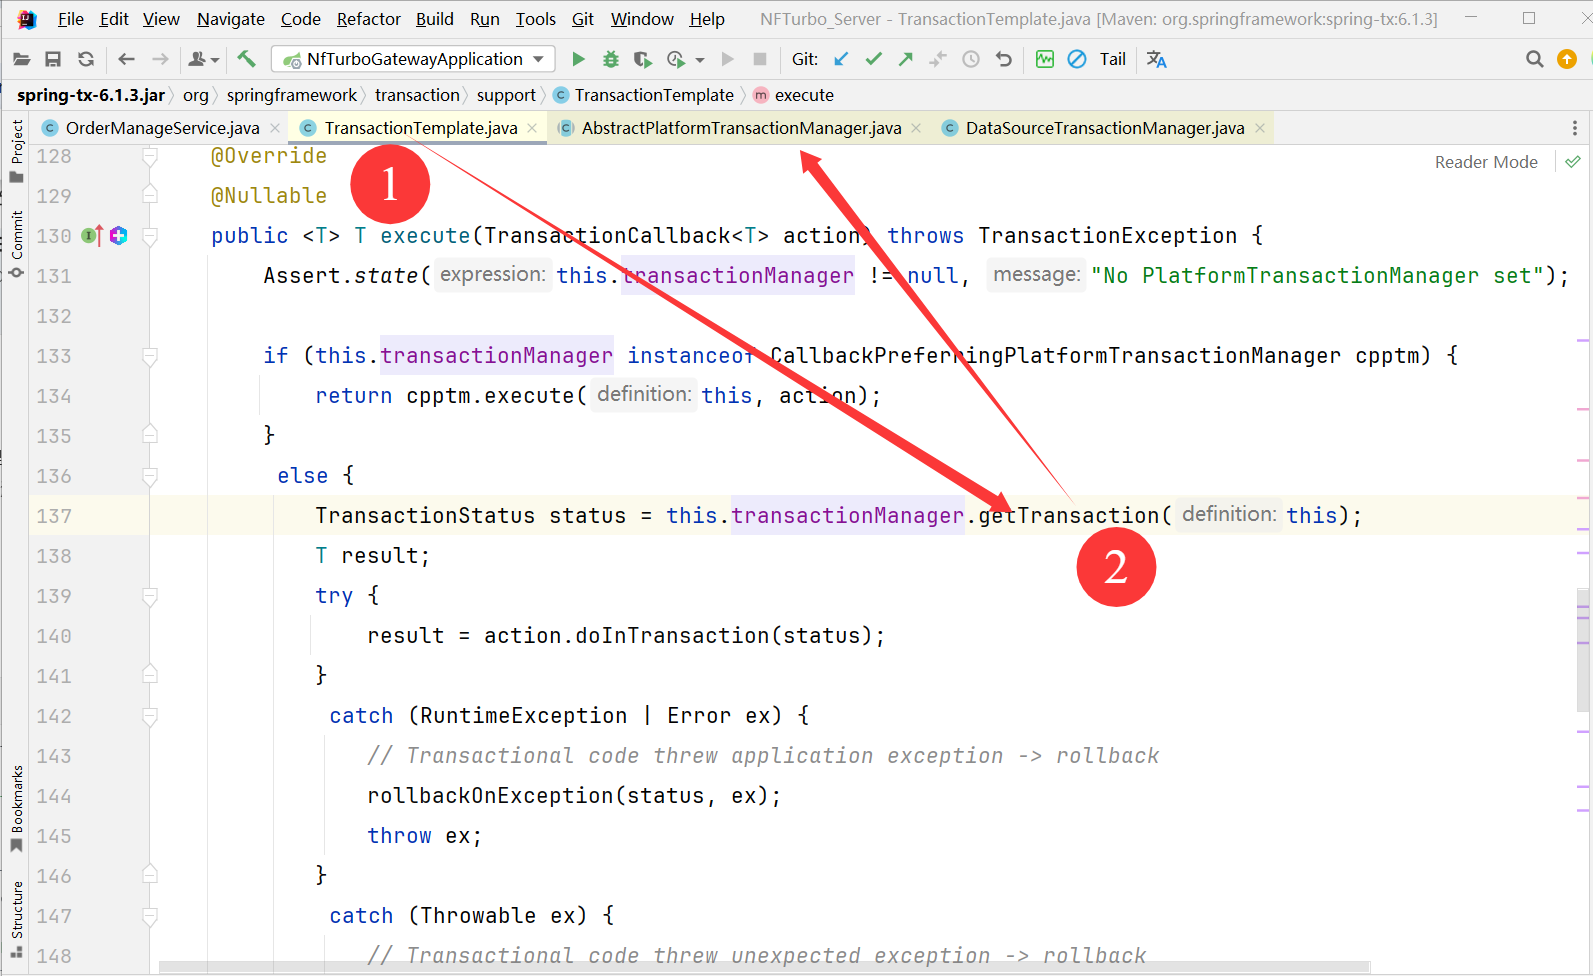 File Edit View Navigate Code Refactor Build Run Tools Git Window Help NFTurbo_Server - TransactionTemplate.java [Maven: org.springframework:spring-tx:6.1.3]
NfTurboGatewayApplication Git: Tail
spring-tx-6.1.3.jar org springframework transaction support TransactionTemplate execute
OrderManageService.java TransactionTemplate.java AbstractPlatformTransactionManager.java DataSourceTransactionManager.java
Reader Mode
Project
Commit
Bookmarks
Structure
1
2
128 @Override
129 @Nullable
130 public <T> T execute(TransactionCallback<T> action) throws TransactionException {
131 Assert.state( expression: this.transactionManager != null, message: "No PlatformTransactionManager set");
132
133 if (this.transactionManager instanceof CallbackPreferringPlatformTransactionManager cpptm) {
134 return cpptm.execute( definition: this, action);
135 }
136 else {
137 TransactionStatus status = this.transactionManager.getTransaction( definition: this);
138 T result;
139 try {
140 result = action.doInTransaction(status);
141 }
142 catch (RuntimeException | Error ex) {
143 // Transactional code threw application exception -> rollback
144 rollbackOnException(status, ex);
145 throw ex;
146 }
147 catch (Throwable ex) {
148 // Transactional code threw unexpected exception -> rollback